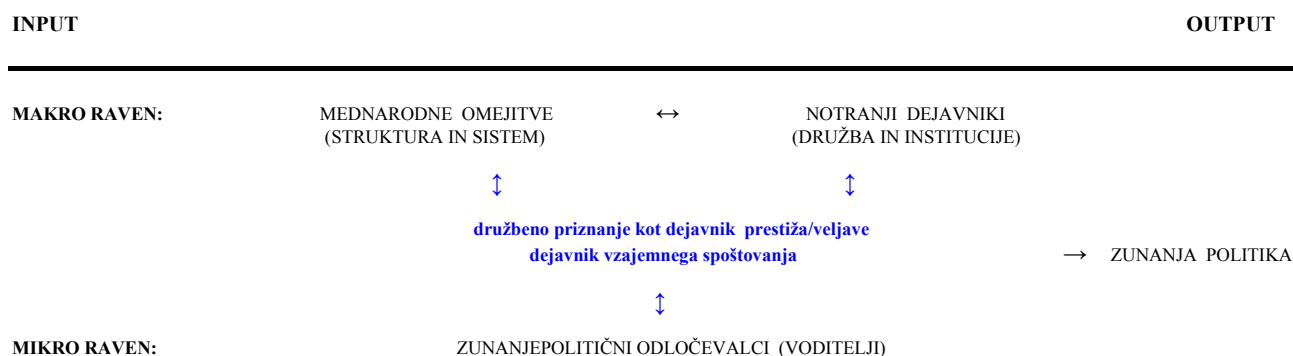 INPUT OUTPUT
MAKRO RAVEN: MEDNARODNE OMEJITVE ↔ NOTRANJI DEJAVNIKI
(STRUKTURA IN SISTEM) (DRUŽBA IN INSTITUCIJE)
↕ ↕
družbeno priznanje kot dejavnik prestiža/veljave
dejavnik vzajemnega spoštovanja → ZUNANJA POLITIKA
↕
MIKRO RAVEN: ZUNANJEPOLITIČNI ODLOČEVALCI (VODITELJI)